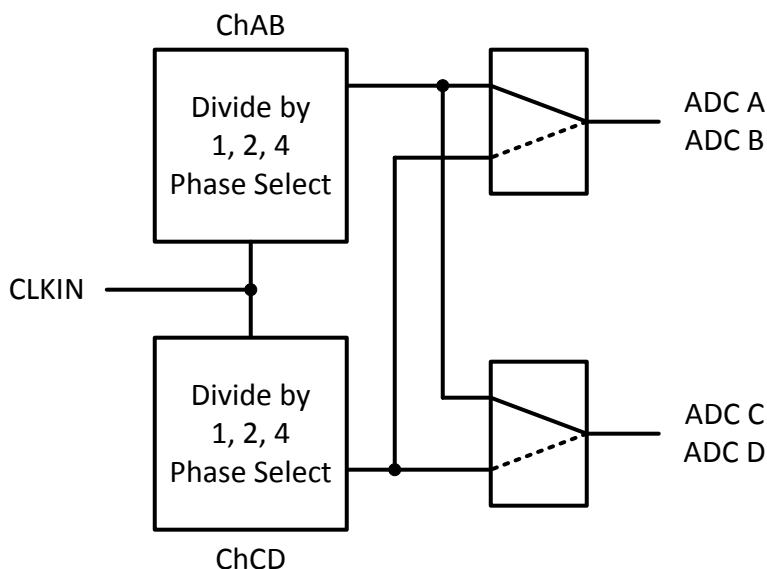 ChAB
Divide by
1, 2, 4
Phase Select
ADC A
ADC B
CLKIN
Divide by
1, 2, 4
Phase Select
ChCD
ADC C
ADC D